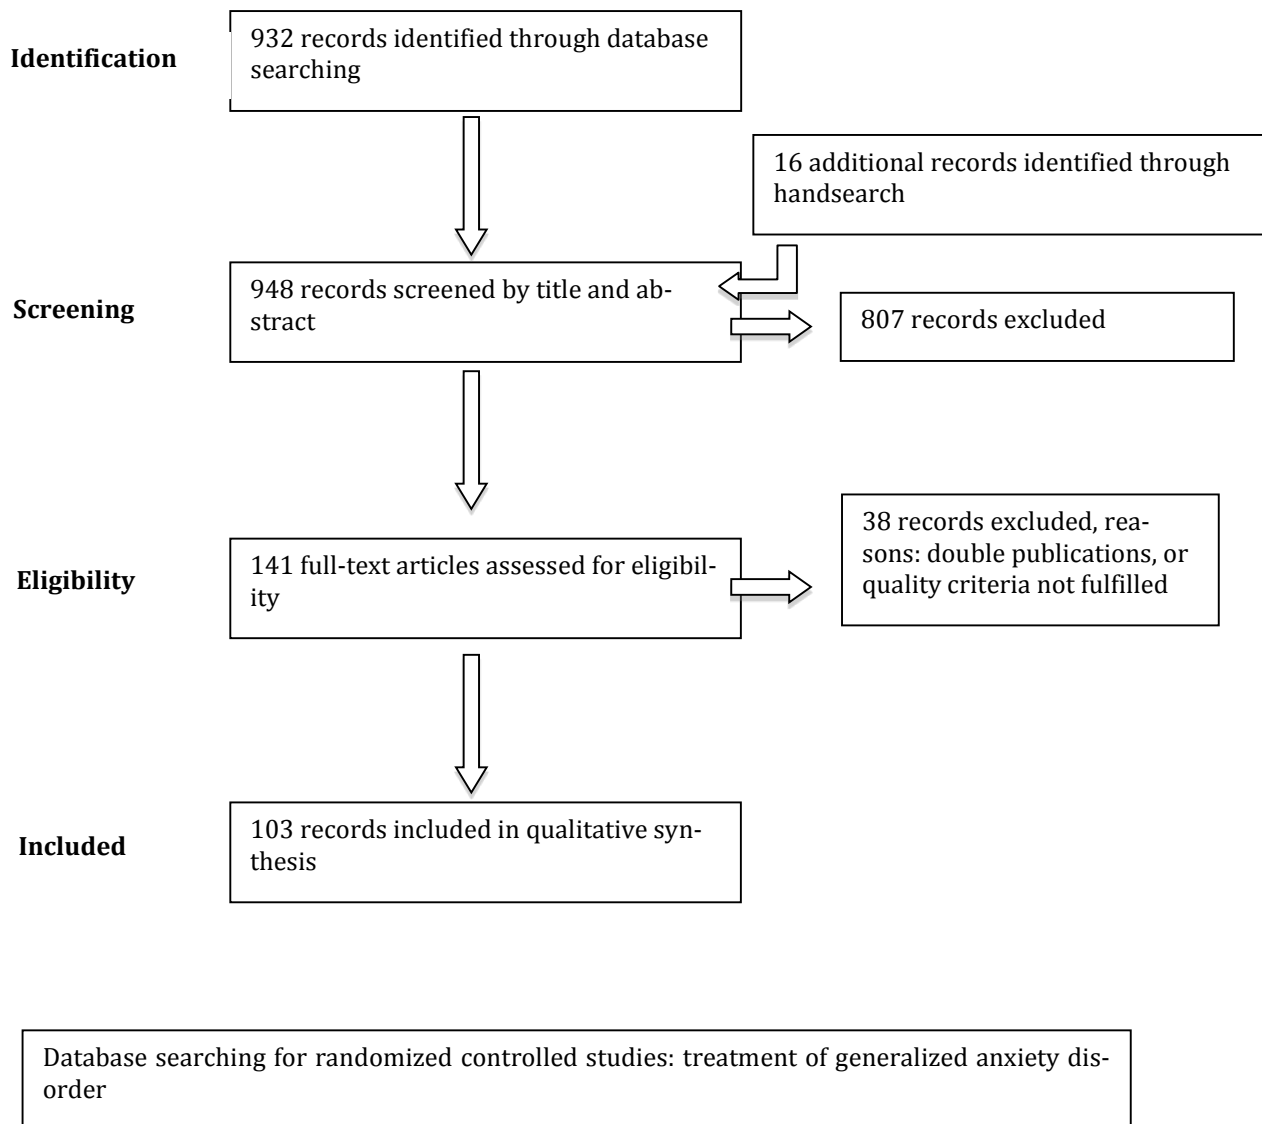 Identification
932 records identified through database
searching
16 additional records identified through
handsearch
Screening
948 records screened by title and ab-
stract
807 records excluded
Eligibility
141 full-text articles assessed for eligibil-
ity
38 records excluded, rea-
sons: double publications, or
quality criteria not fulfilled
Included
103 records included in qualitative syn-
thesis
Database searching for randomized controlled studies: treatment of generalized anxiety dis-
order